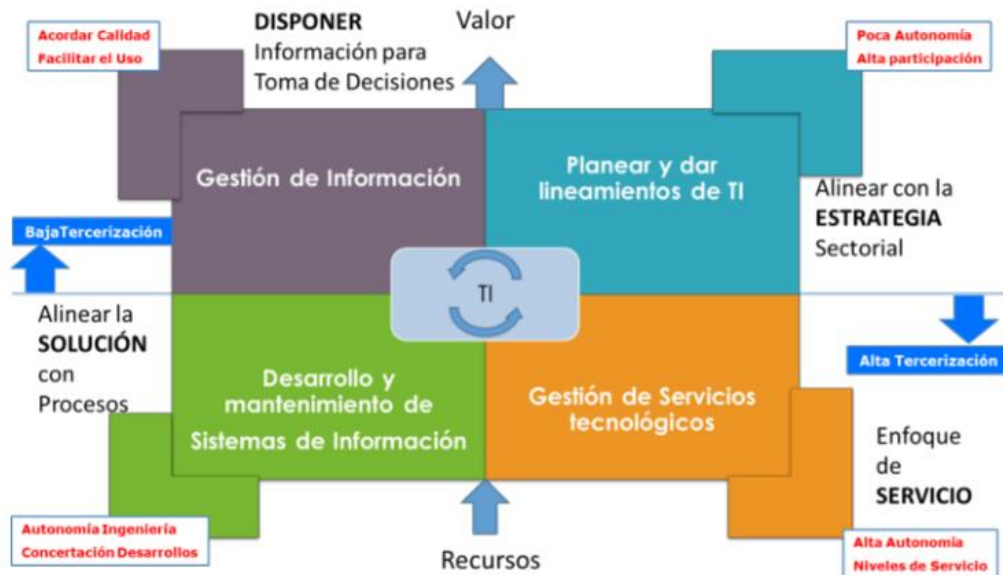 Acordar Calidad
Facilitar el Uso
DISPONER
Información para
Toma de Decisiones
Valor
Poca Autonomía
Alta participación
Gestión de Información
Planear y dar
lineamientos de TI
Alinear con la
ESTRATEGIA
Sectorial
BajaTercerización
TI
Alinear la
SOLUCIÓN
con
Procesos
Alta Tercerización
Desarrollo y
mantenimiento de
Sistemas de Información
Gestión de Servicios
tecnológicos
Enfoque
de
SERVICIO
Autonomía Ingeniería
Concertación Desarrollos
Recursos
Alta Autonomía
Niveles de Servicio